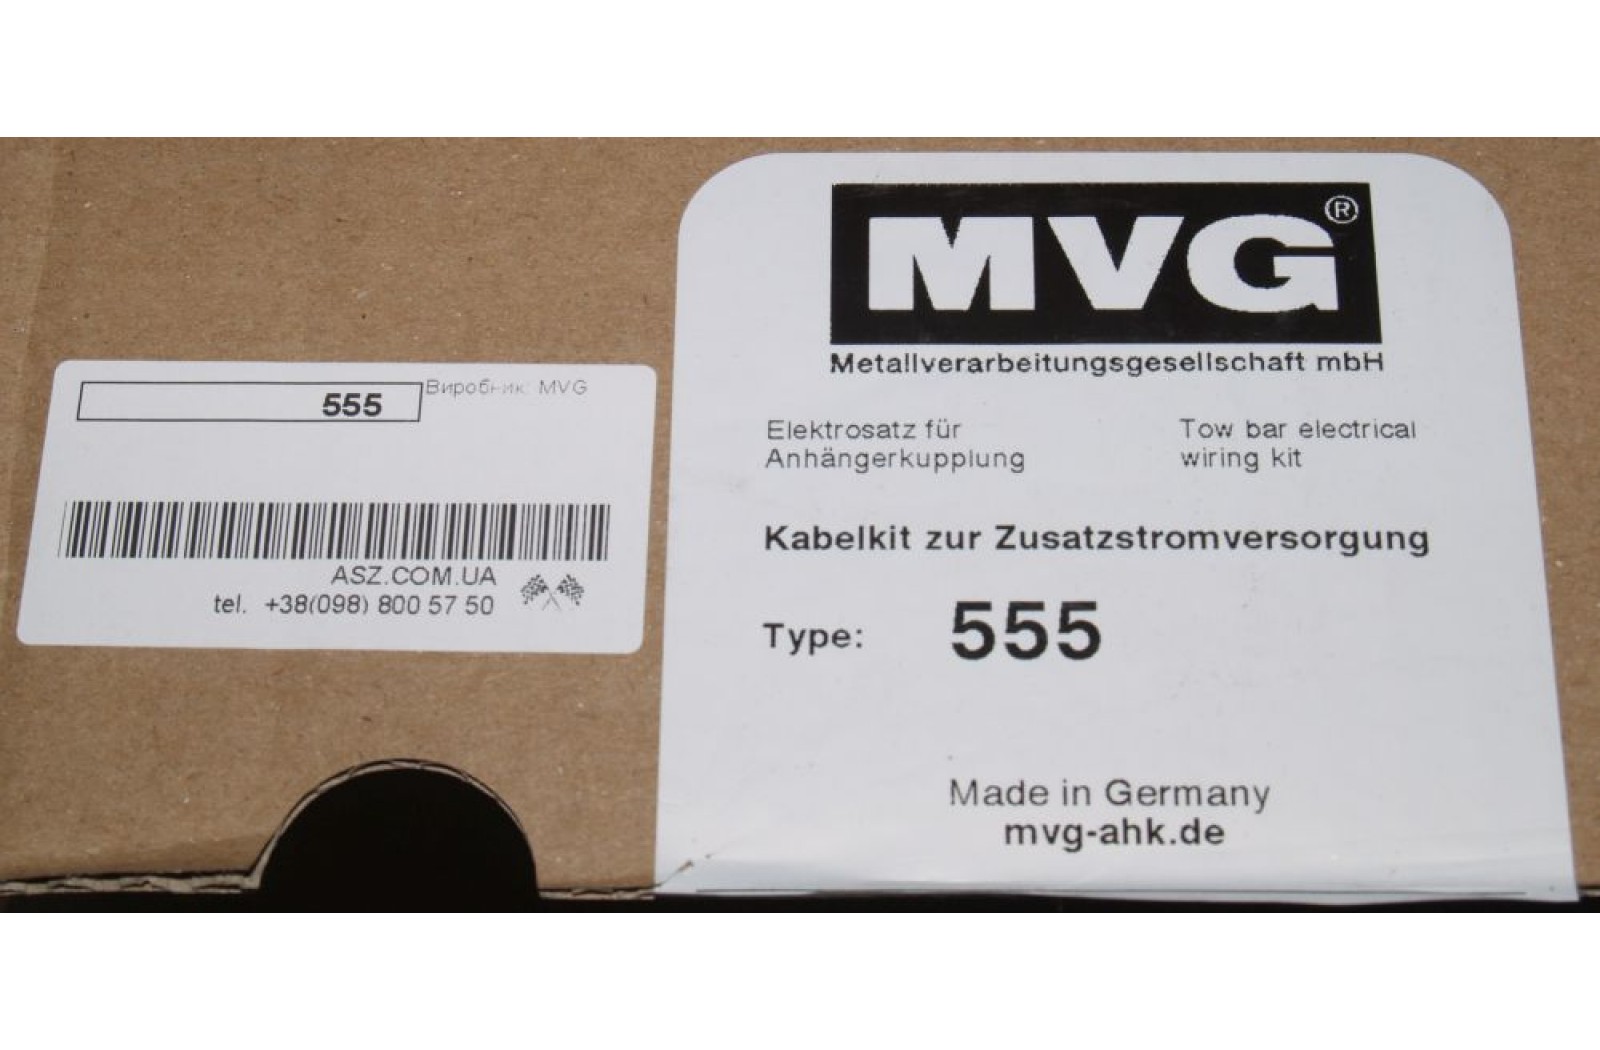 555
Виробник: MVG
ASZ.COM.UA
tel. +38(098) 800 57 50
MVG®
Metallverarbeitungsgesellschaft mbH
Elektrosatz für
Anhängerkupplung
Tow bar electrical
wiring kit
Kabelkit zur Zusatzstromversorgung
Type: 555
Made in Germany
mvg-ahk.de